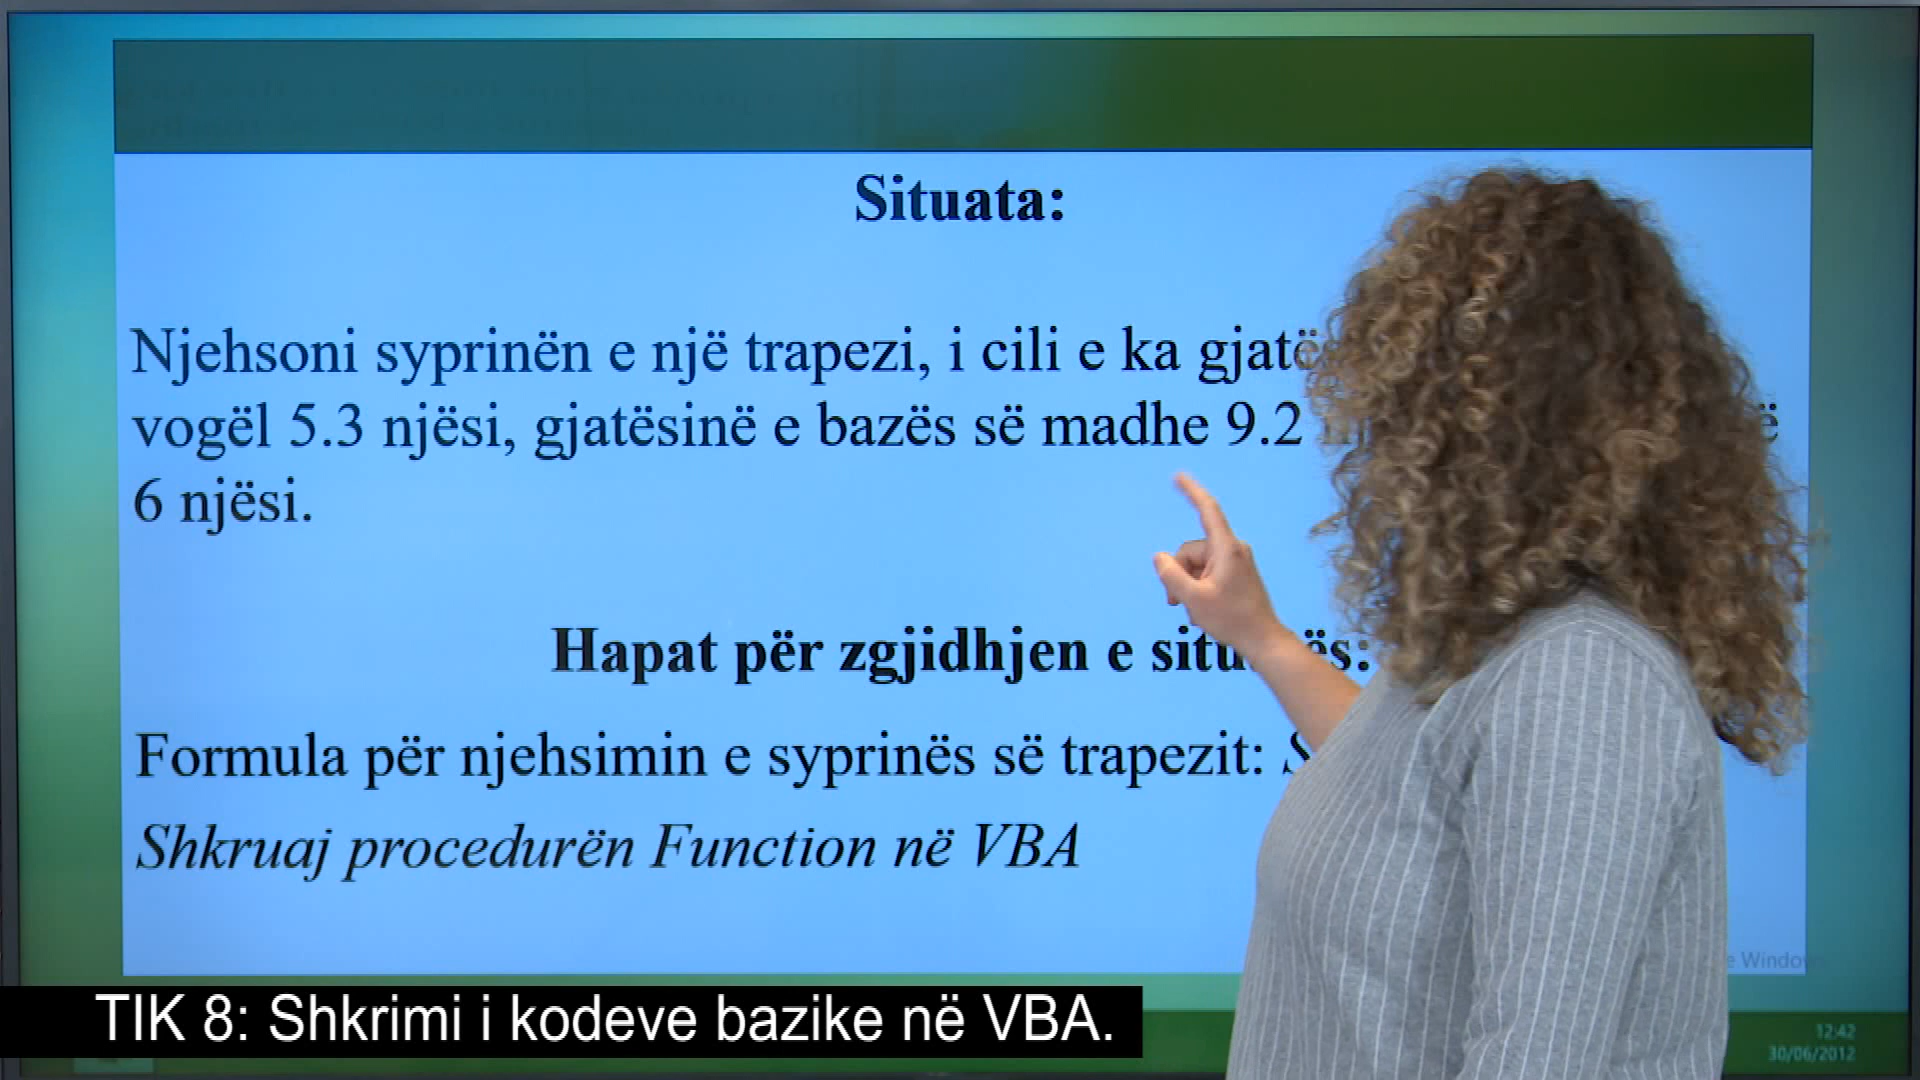 Situata:
Njehsoni syprinën e një trapezi, i cili e ka
vogël 5.3 njësi, gjatësinë e bazës së madhe 9.2
6 njësi.
Hapat për zgjidhjen e
Formula për njehsimin e syprinës së trapezit:
Shkruaj procedurën Function në VBA
TIK 8: Shkrimi i kodeve bazike në VBA.
12:42
30/06/2012